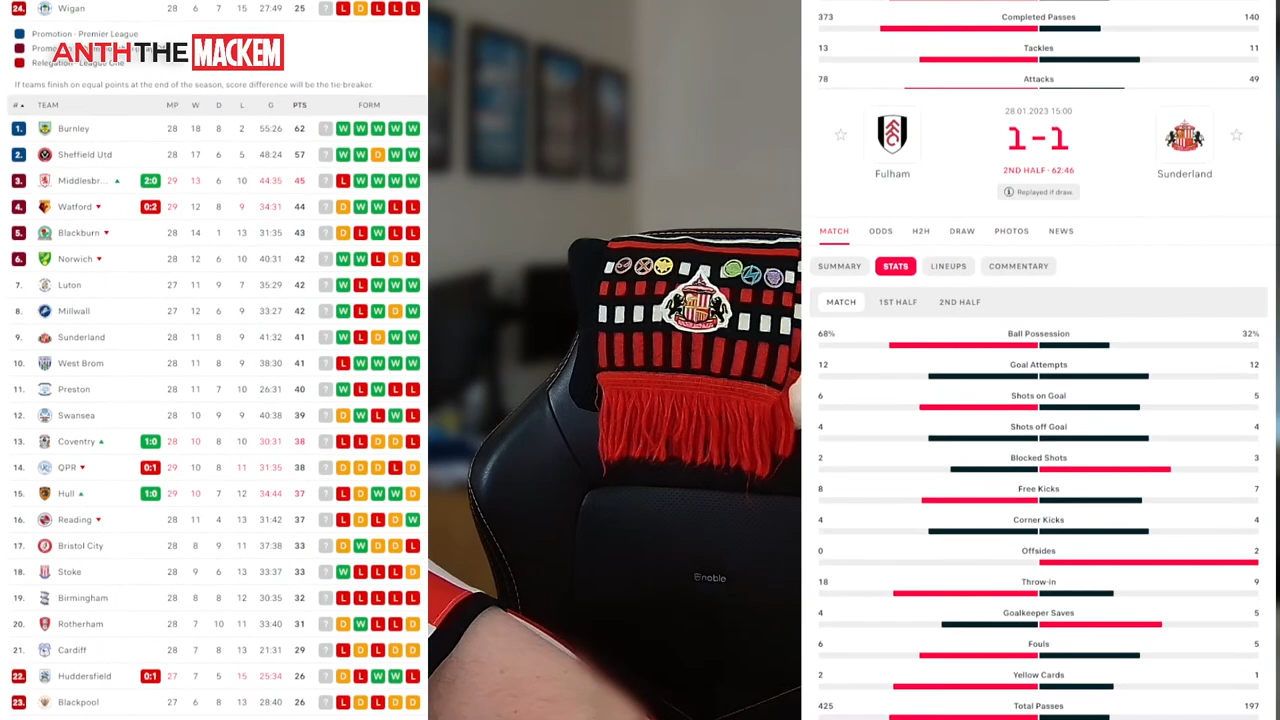 24. Wigan 28 6 7 15 27:49 25 ? L D L L L
Promotion - Premier League
ANTHTHE MACKEM
If teams finish on equal points at the end of the season, score difference will be the tie-breaker.
# TEAM MP W D L G PTS FORM
1. Burnley 28 18 8 2 55:26 62 ? W W W W W
2. Sheffield Utd 28 17 6 5 48:24 57 ? W W D W W
3. Middlesbr... 2:0 29 13 6 10 44:35 45 ? L W W W W
4. Watford 0:2 29 12 8 9 34:31 44 ? D W W L L
5. Blackburn 28 14 1 13 31:35 43 ? D L W L L
6. Norwich 28 12 6 10 40:31 42 ? W W L D L
7. Luton 27 11 9 7 35:29 42 ? W L W W W
8. Millwall 27 12 6 9 33:27 42 ? W L W D W
9. Sunderland 28 11 8 9 41:32 41 ? W L D W W
10. West Brom 28 11 8 9 38:30 41 ? L W W W W
11. Preston 28 11 7 10 26:31 40 ? W L W L L
12. Swansea 28 10 9 9 40:38 39 ? D W L W L
13. Coventry 1:0 28 10 8 10 30:31 38 ? L L D D L
14. QPR 0:1 29 10 8 11 31:35 38 ? D D D L D
15. Hull 1:0 29 10 7 12 34:44 37 ? L D W W D
16. Reading 28 11 4 13 31:42 37 ? L D L D W
17. Bristol City 28 8 9 11 37:38 33 ? D W D D L
18. Stoke 28 9 6 13 33:37 33 ? W L L L D
19. Birmingham 28 8 8 12 30:35 32 ? L L L L L
20. Rotherham 28 7 10 11 33:40 31 ? D W L L D
21. Cardiff 28 7 8 13 21:31 29 ? L D L D D
22. Huddersfield 0:1 27 7 5 15 25:34 26 ? D L W W L
23. Blackpool 27 6 8 13 28:40 26 ? L D L D D
Enable
373 Completed Passes 140
13 Tackles 11
78 Attacks 49
28.01.2023 15:00
1-1
Fulham Sunderland
2ND HALF - 62:46
Replayed if draw.
MATCH ODDS H2H DRAW PHOTOS NEWS
SUMMARY STATS LINEUPS COMMENTARY
MATCH 1ST HALF 2ND HALF
68% Ball Possession 32%
12 Goal Attempts 12
6 Shots on Goal 5
4 Shots off Goal 4
2 Blocked Shots 3
8 Free Kicks 7
4 Corner Kicks 4
0 Offsides 2
18 Throw-in 9
4 Goalkeeper Saves 5
6 Fouls 5
2 Yellow Cards 1
425 Total Passes 197